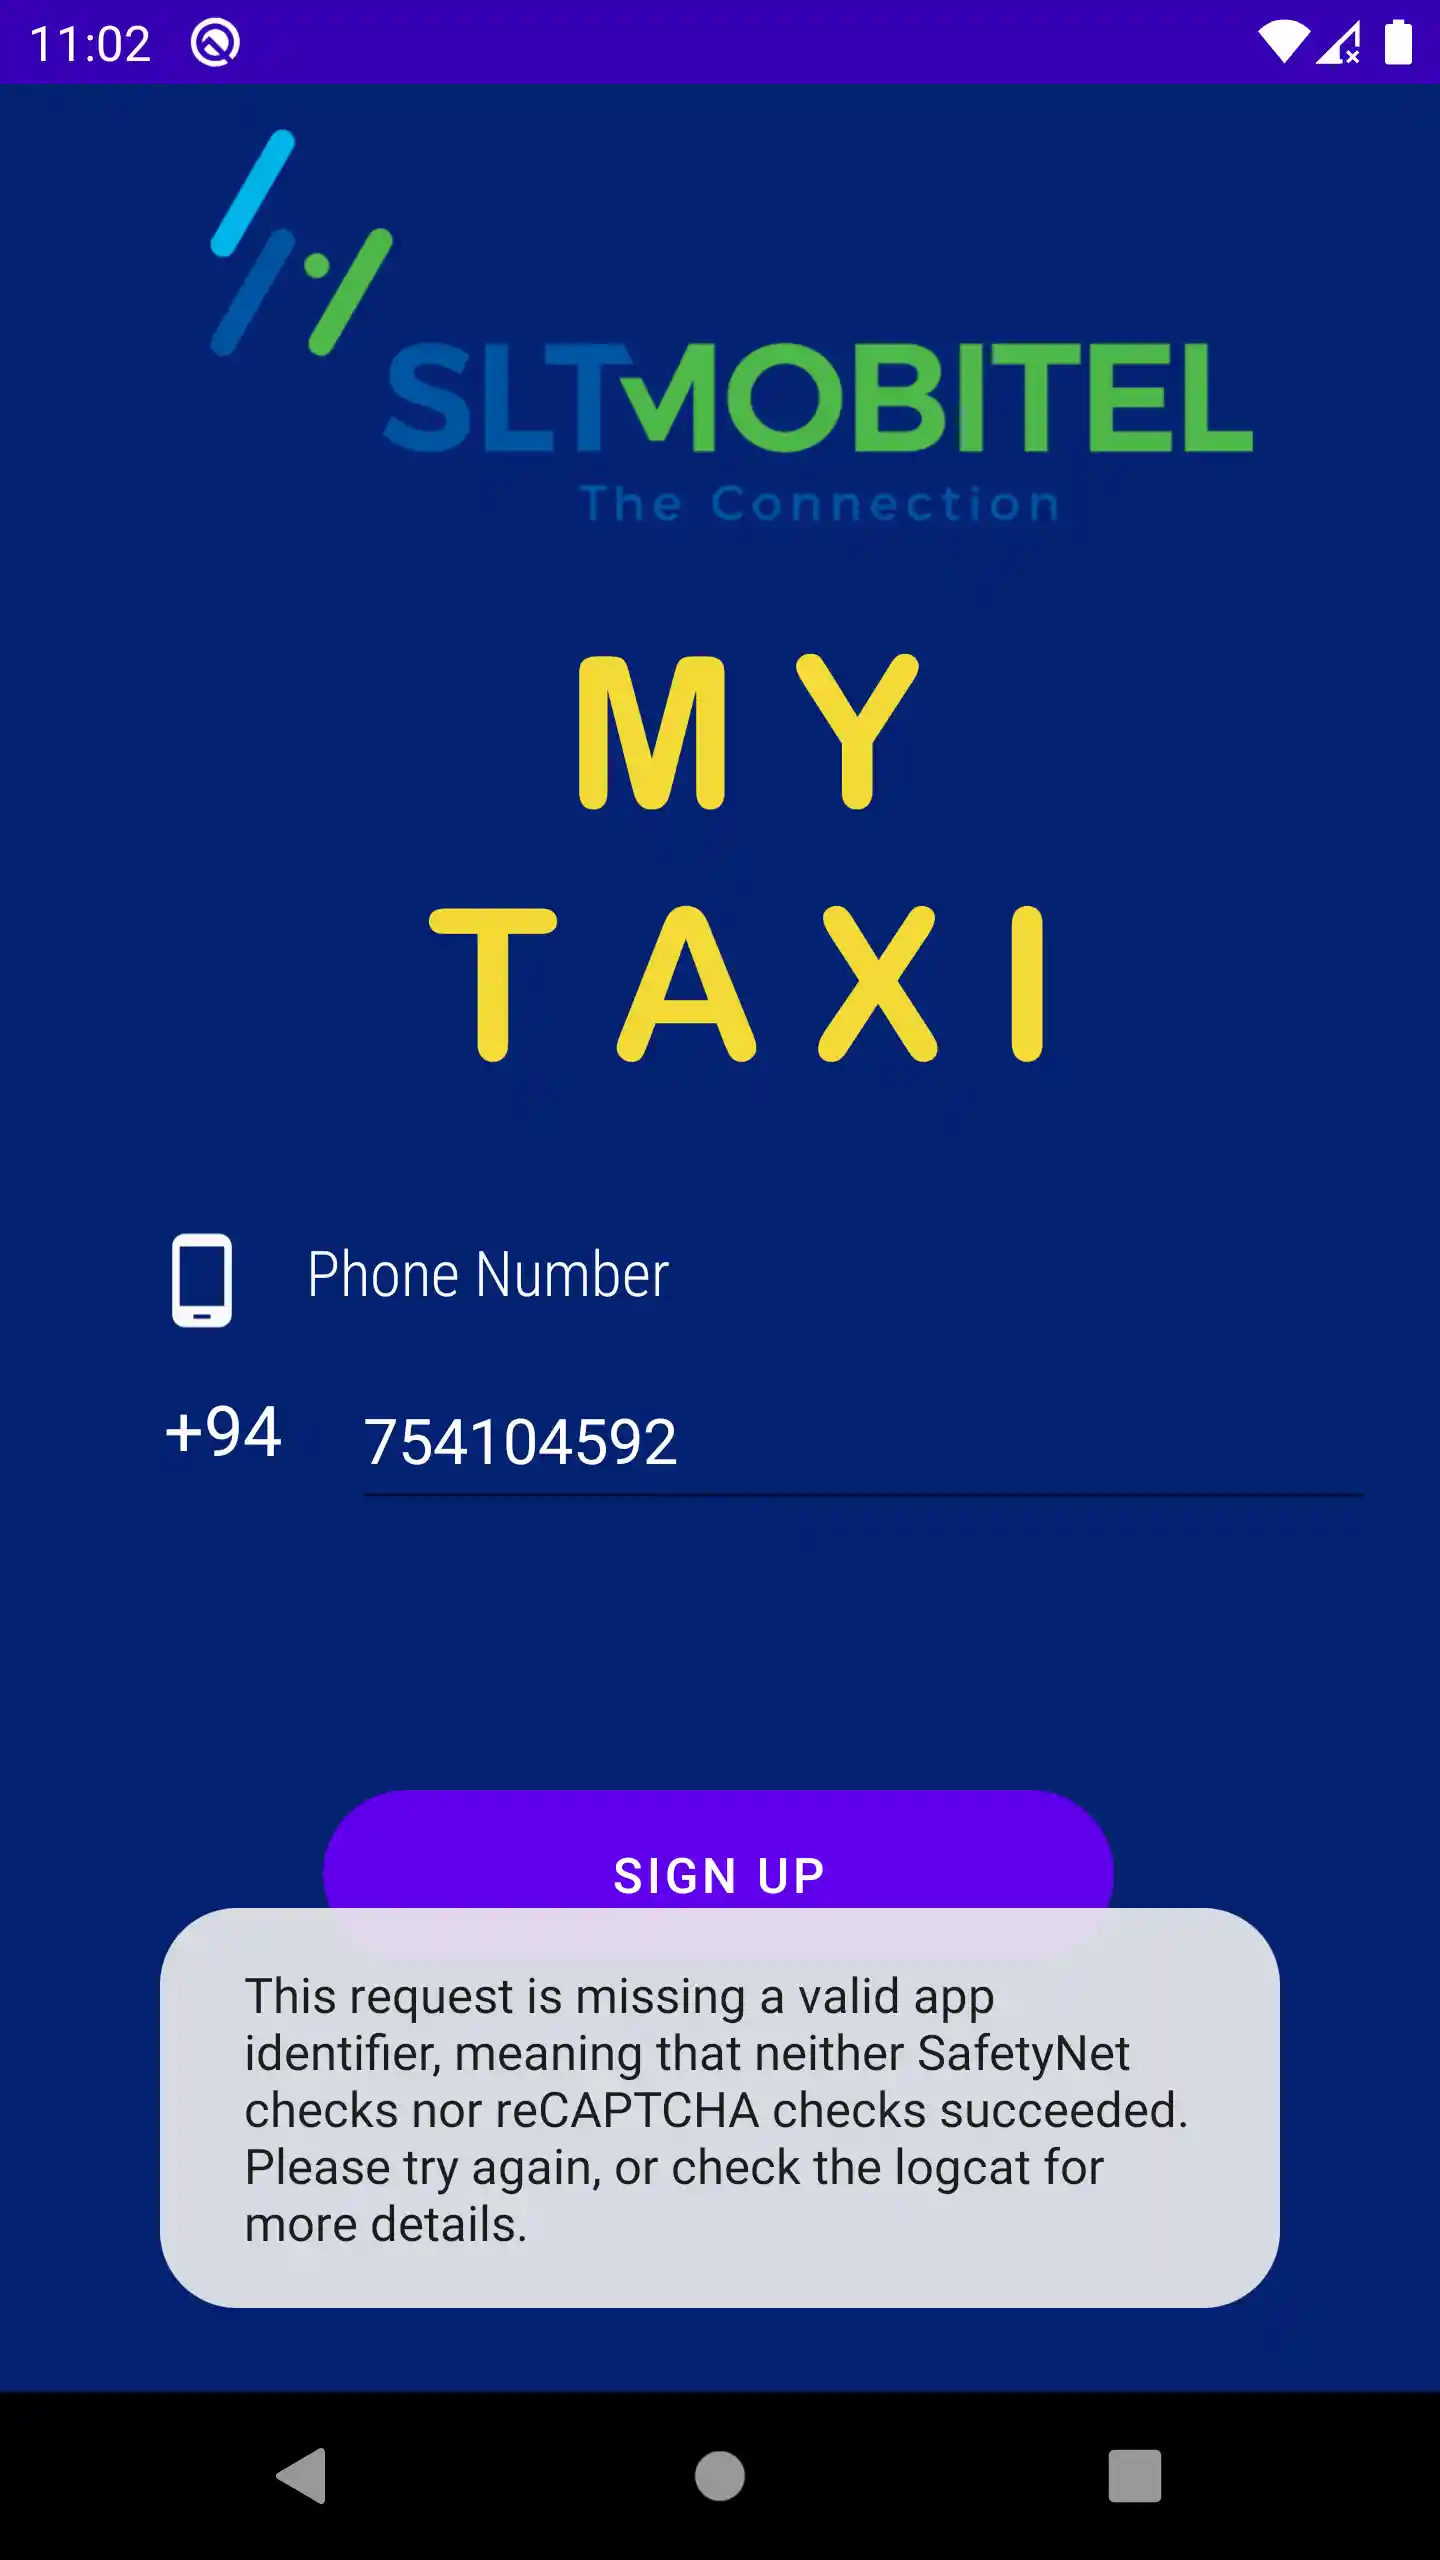 11:02
SLTMOBITEL
The Connection
MY
TAXI
Phone Number
+94 754104592
SIGN UP
This request is missing a valid app
identifier, meaning that neither SafetyNet
checks nor reCAPTCHA checks succeeded.
Please try again, or check the logcat for
more details.